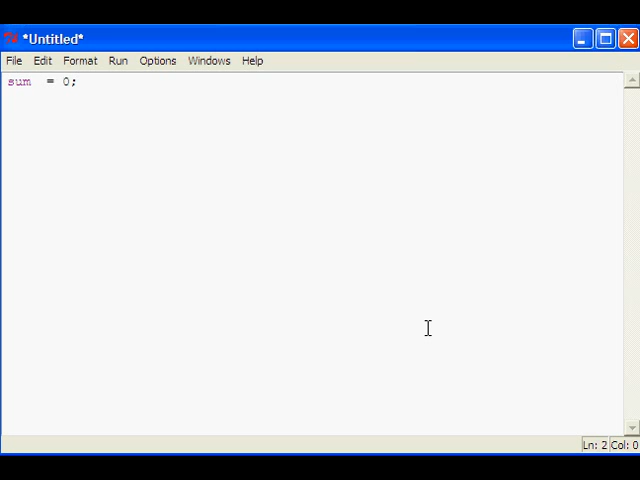 *Untitled*
File Edit Format Run Options Windows Help
sum  = 0;
Ln: 2 Col: 0